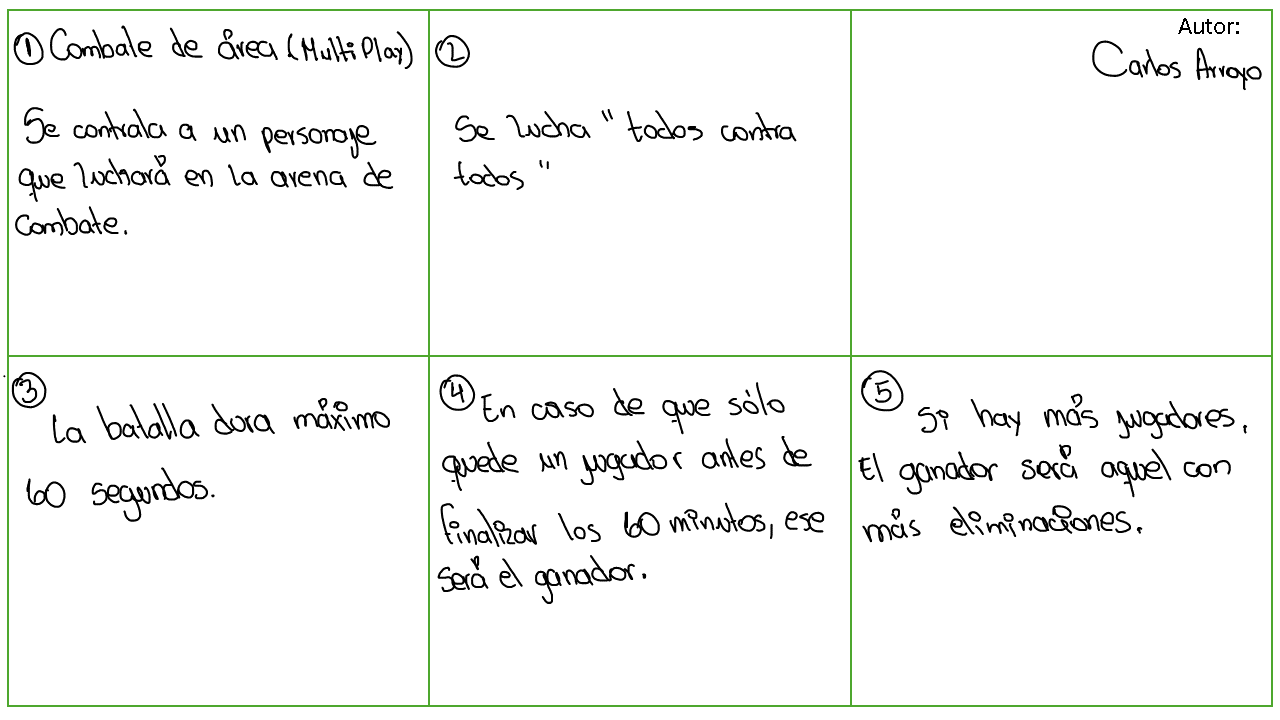 ① Combate de área (MultiPlay)
Se contrala a un personaje
que luchará en la arena de
combate.
②
Se lucha "todos contra
todos"
Autor:
Carlos Arroyo
③
La batalla dura máximo
60 segundos.
④ En caso de que sólo
quede un jugador antes de
finalizar los 60 minutos, ese
será el ganador.
⑤
Si hay más jugadores,
El ganador será aquel con
más eliminaciones.